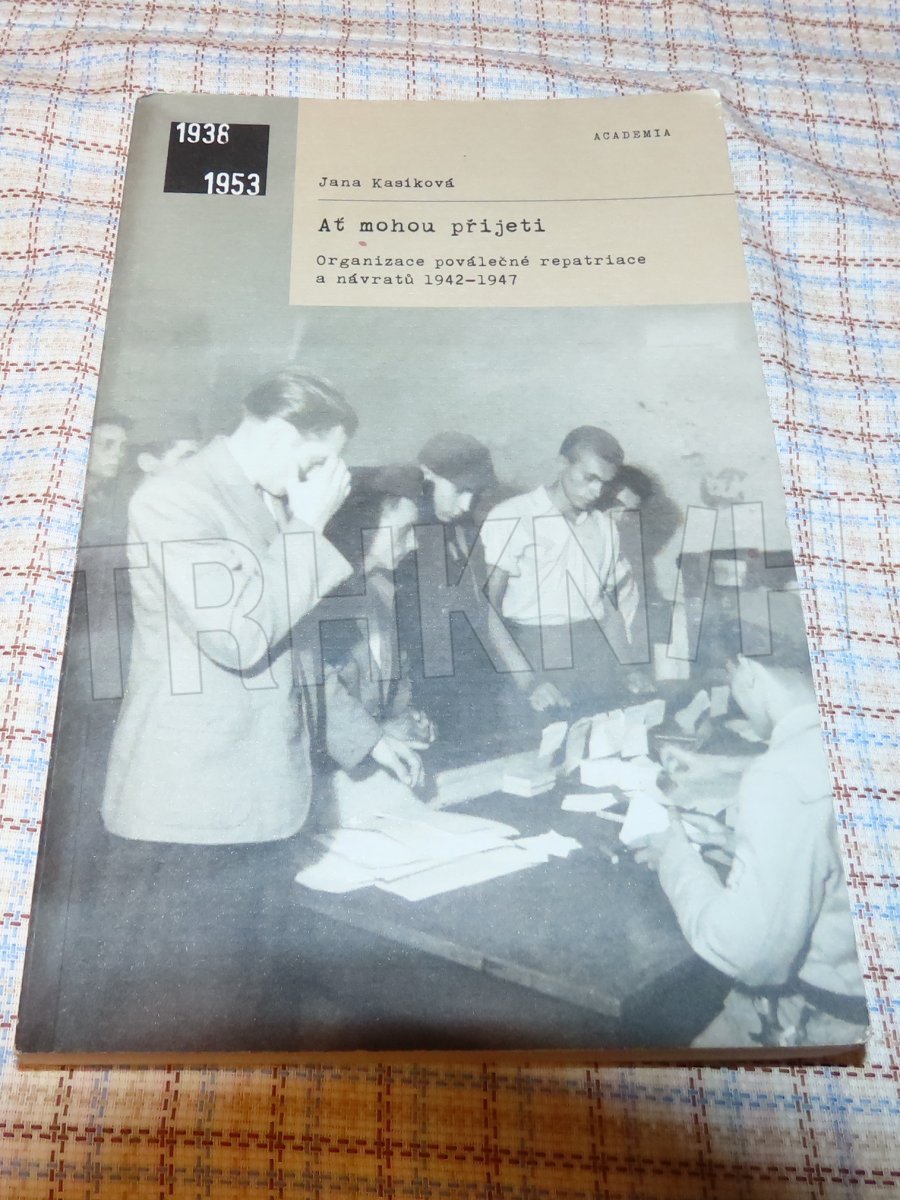 1938
1953
ACADEMIA
Jana Kasíková
Ať mohou přijeti
Organizace poválečné repatriace
a návratů 1942–1947
TRHKNIH